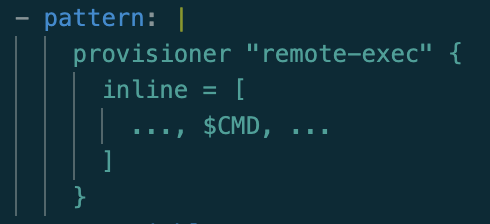 - pattern: |
provisioner "remote-exec" {
inline = [
..., $CMD, ...
]
}